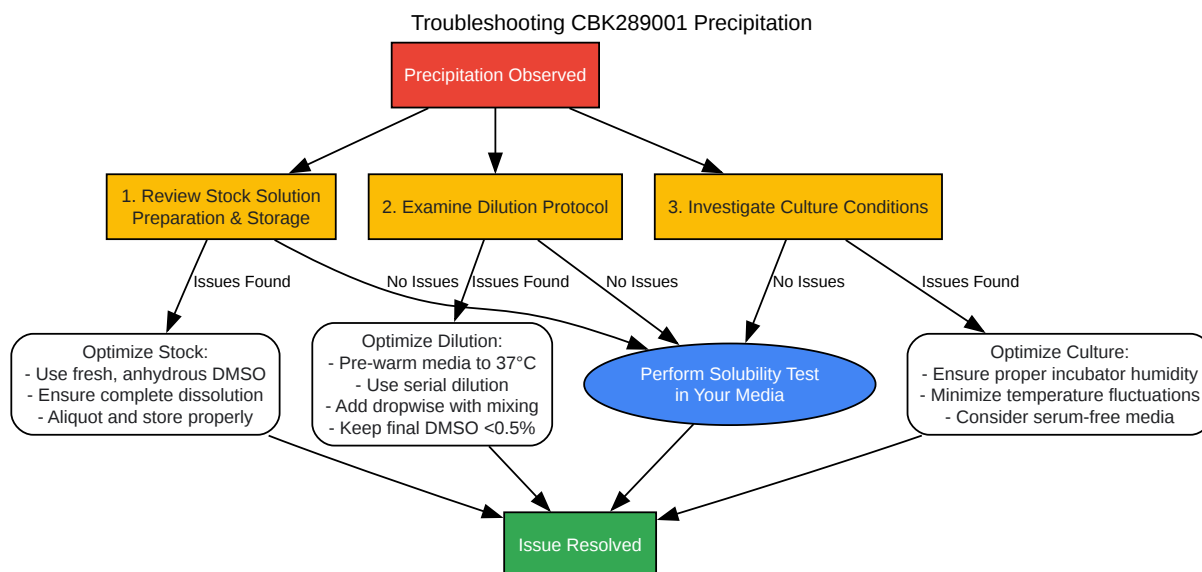 Troubleshooting CBK289001 Precipitation
Precipitation Observed
1. Review Stock Solution
Preparation & Storage
2. Examine Dilution Protocol
3. Investigate Culture Conditions
Issues Found
No Issues
Issues Found
No Issues
No Issues
Issues Found
Optimize Stock:
- Use fresh, anhydrous DMSO
- Ensure complete dissolution
- Aliquot and store properly
Optimize Dilution:
- Pre-warm media to 37°C
- Use serial dilution
- Add dropwise with mixing
- Keep final DMSO <0.5%
Perform Solubility Test
in Your Media
Optimize Culture:
- Ensure proper incubator humidity
- Minimize temperature fluctuations
- Consider serum-free media
Issue Resolved